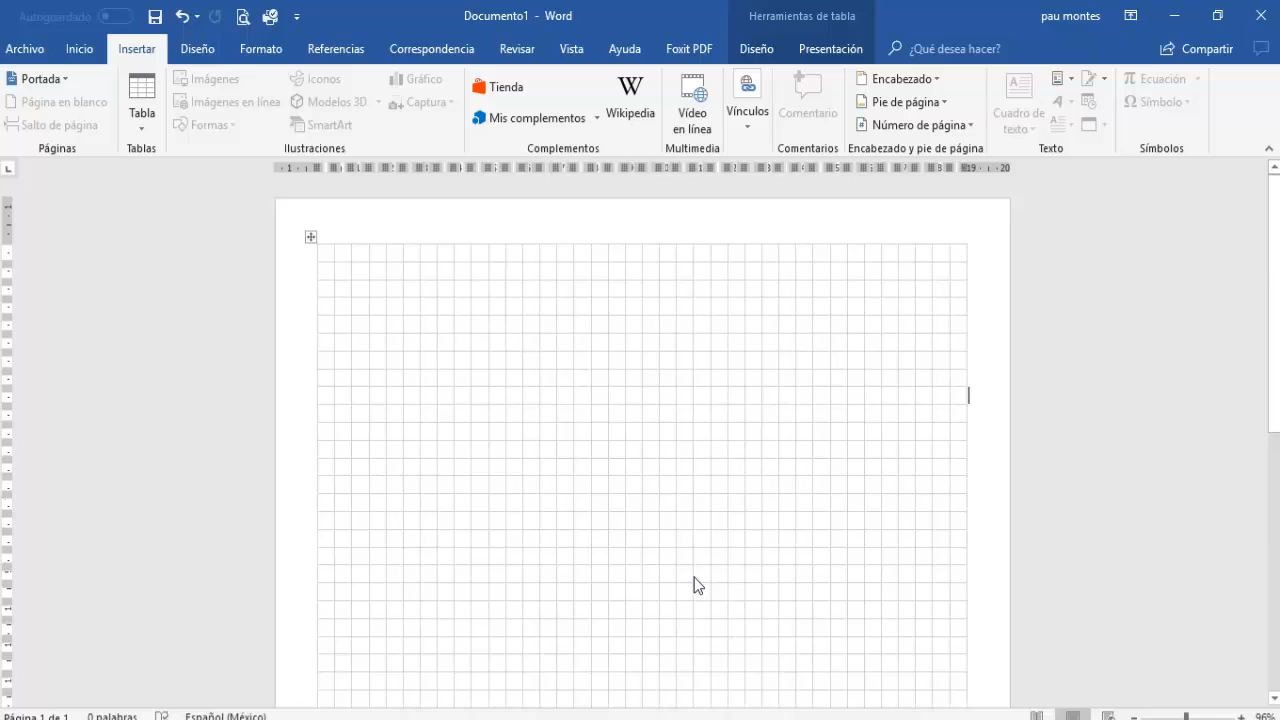 Autoguardado
Documento1 - Word
Herramientas de tabla
pau montes
Archivo Inicio Insertar Diseño Formato Referencias Correspondencia Revisar Vista Ayuda Foxit PDF Diseño Presentación ¿Qué desea hacer? Compartir
Portada
Página en blanco
Salto de página
Páginas
Tabla
Tablas
Imágenes
Imágenes en línea
Formas
Iconos
Modelos 3D
SmartArt
Gráfico
Captura
Ilustraciones
Tienda
Mis complementos
W
Wikipedia
Complementos
Vídeo
en línea
Multimedia
Vínculos
Comentario
Comentarios
Encabezado
Pie de página
Número de página
Encabezado y pie de página
Cuadro de
texto
Texto
Ecuación
Símbolo
Símbolos
Página 1 de 1 0 palabras Español (México) 96%